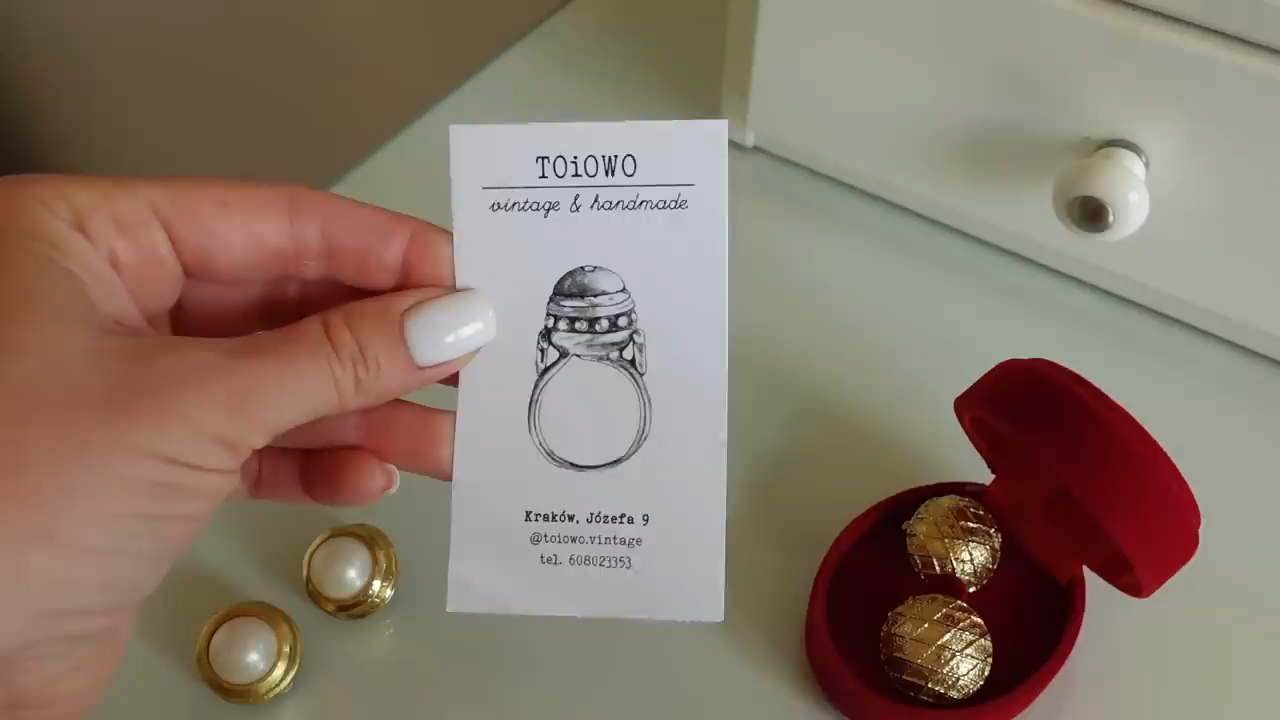 TOiOWO
vintage & handmade
Kraków, Józefa 9
@toiowo.vintage
tel. 608023353